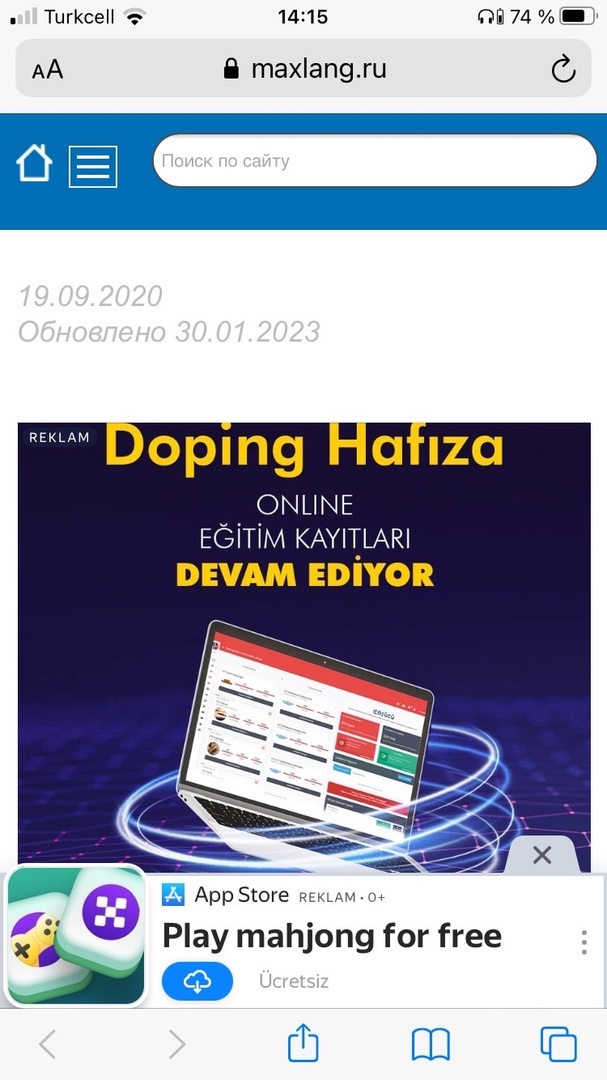 Turkcell 14:15 74 %
AA maxlang.ru
Поиск по сайту
19.09.2020
Обновлено 30.01.2023
REKLAM
Doping Hafıza
ONLINE
EĞİTİM KAYITLARI
DEVAM EDİYOR
çözücü
App Store REKLAM • 0+
Play mahjong for free
Ücretsiz